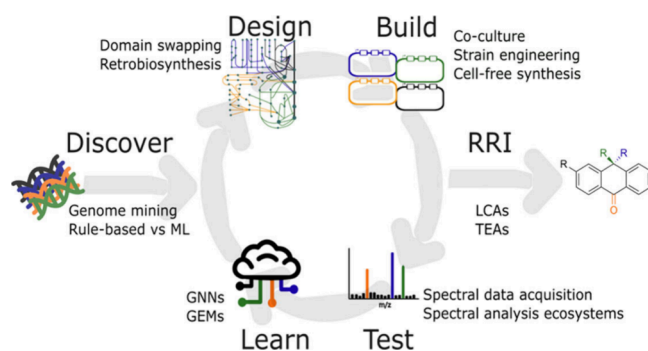 Design
Domain swapping
Retrobiosynthesis
Build
Co-culture
Strain engineering
Cell-free synthesis
Discover
Genome mining
Rule-based vs ML
RRI
LCAs
TEAs
R
R
R
O
GNNs
GEMs
Learn
m/z
Test
Spectral data acquisition
Spectral analysis ecosystems